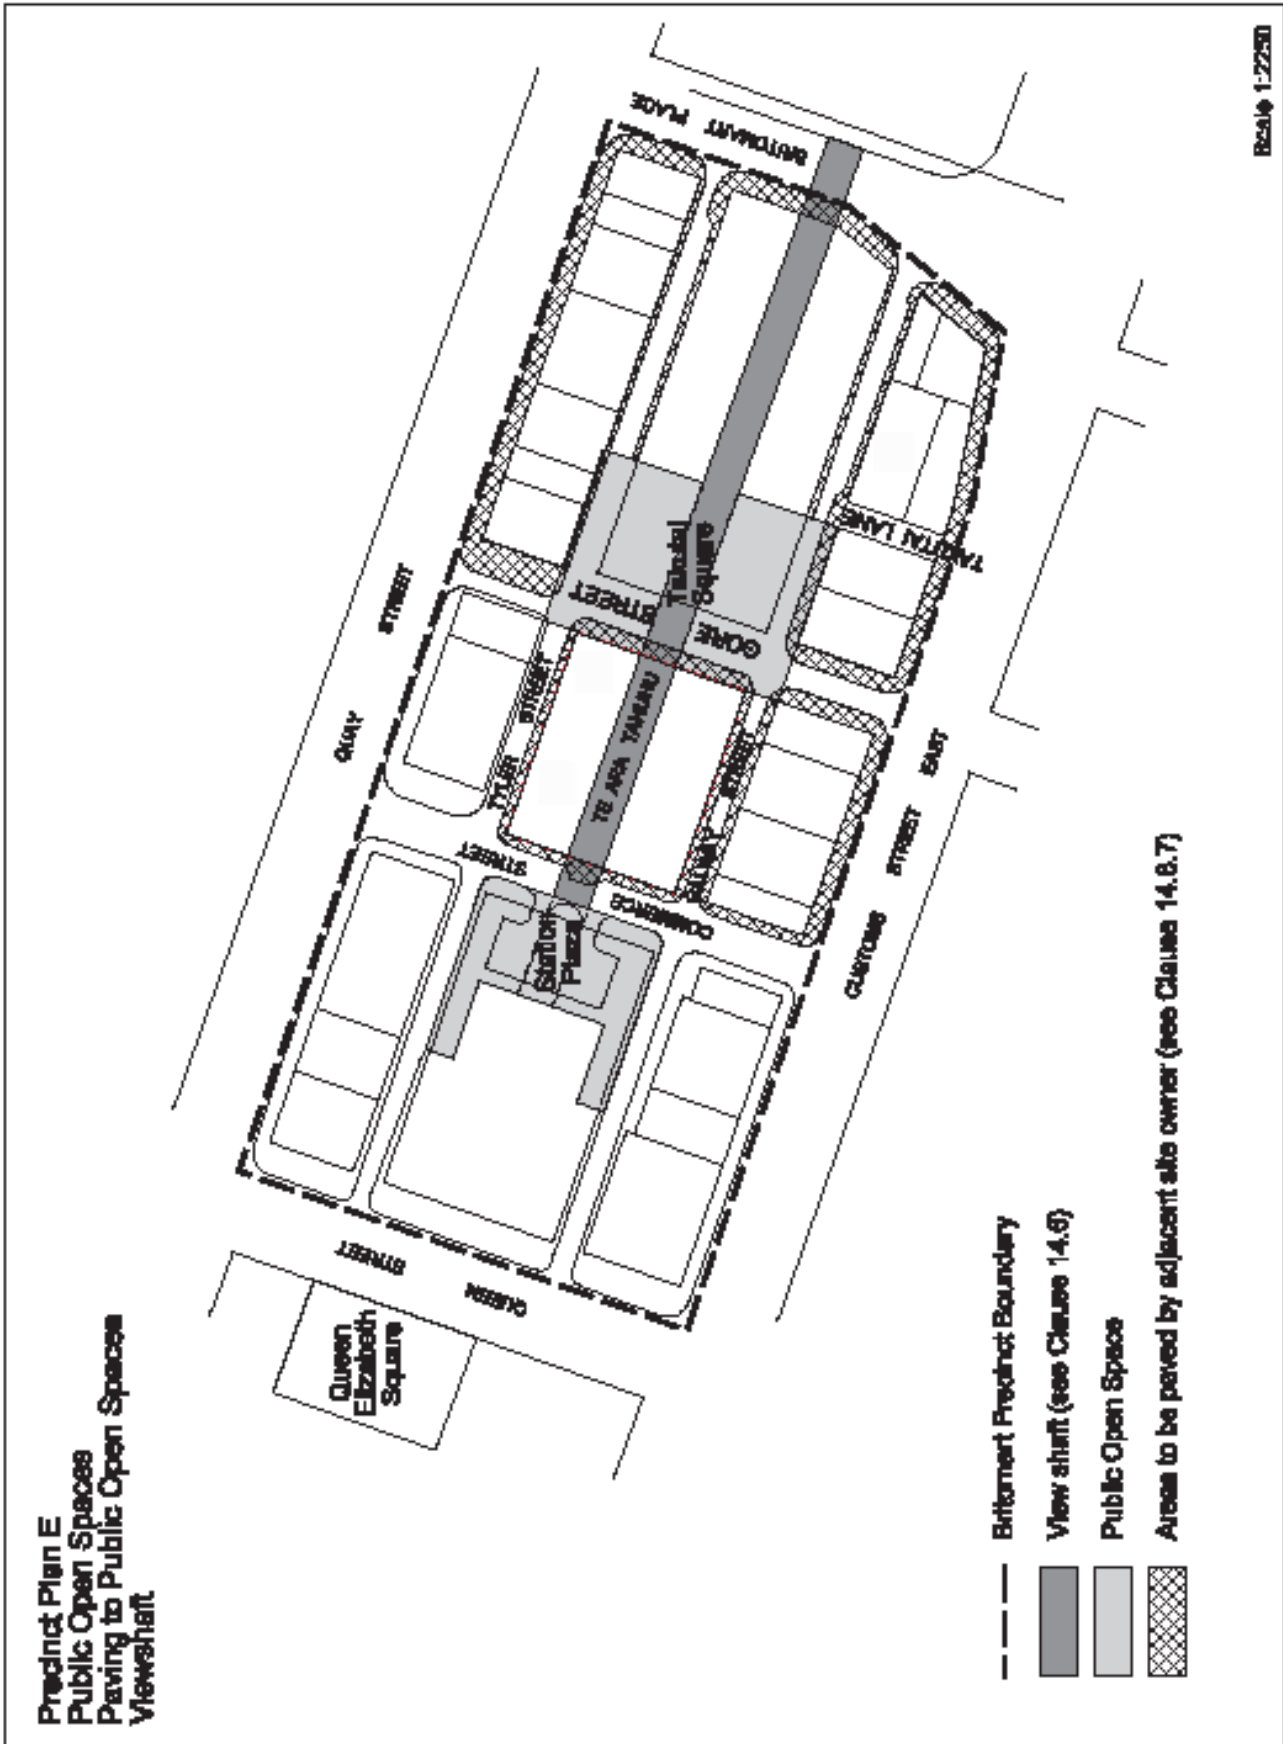 Precinct Plan E
Public Open Spaces
Paving to Public Open Spaces
Viewshaft
Queen
Elizabeth
Square
QUEEN STREET
QUAY STREET
Station
Plaza
COMMERCE STREET
TYLER STREET
TE ARA TAHUHU
GALWAY STREET
GORE STREET
Takutai
Square
TAKUTAI LANE
BRITOMART PLACE
CUSTOMS STREET EAST
Britomart Precinct Boundary
View shaft (see Clause 14.6)
Public Open Space
Areas to be paved by adjacent site owner (see Clause 14.6.7)
Scale 1:2250